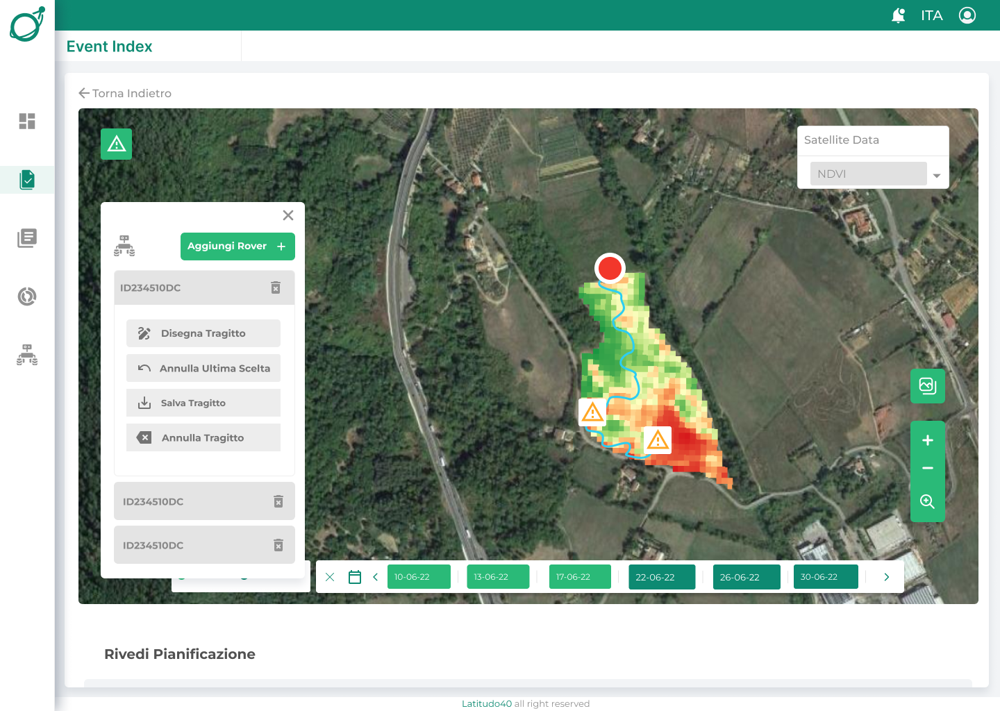 ITA
Event Index
Torna Indietro
Satellite Data
NDVI
Aggiungi Rover +
ID234510DC
Disegna Tragitto
Annulla Ultima Scelta
Salva Tragitto
Annulla Tragitto
ID234510DC
ID234510DC
10-06-22
13-06-22
17-06-22
22-06-22
26-06-22
30-06-22
Rivedi Pianificazione
Latitudo40 all right reserved